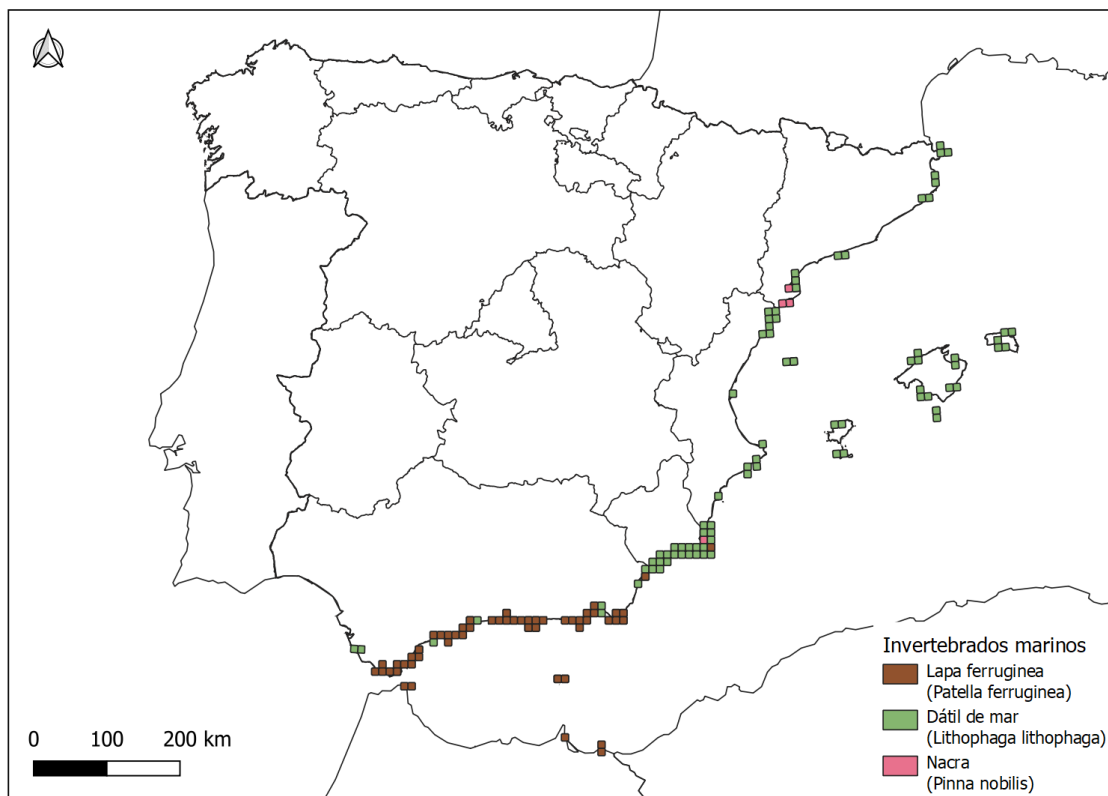 Invertebrados marinos
Lapa ferruginea
(Patella ferruginea)
Dátil de mar
(Lithophaga lithophaga)
Nacra
(Pinna nobilis)
0 100 200 km